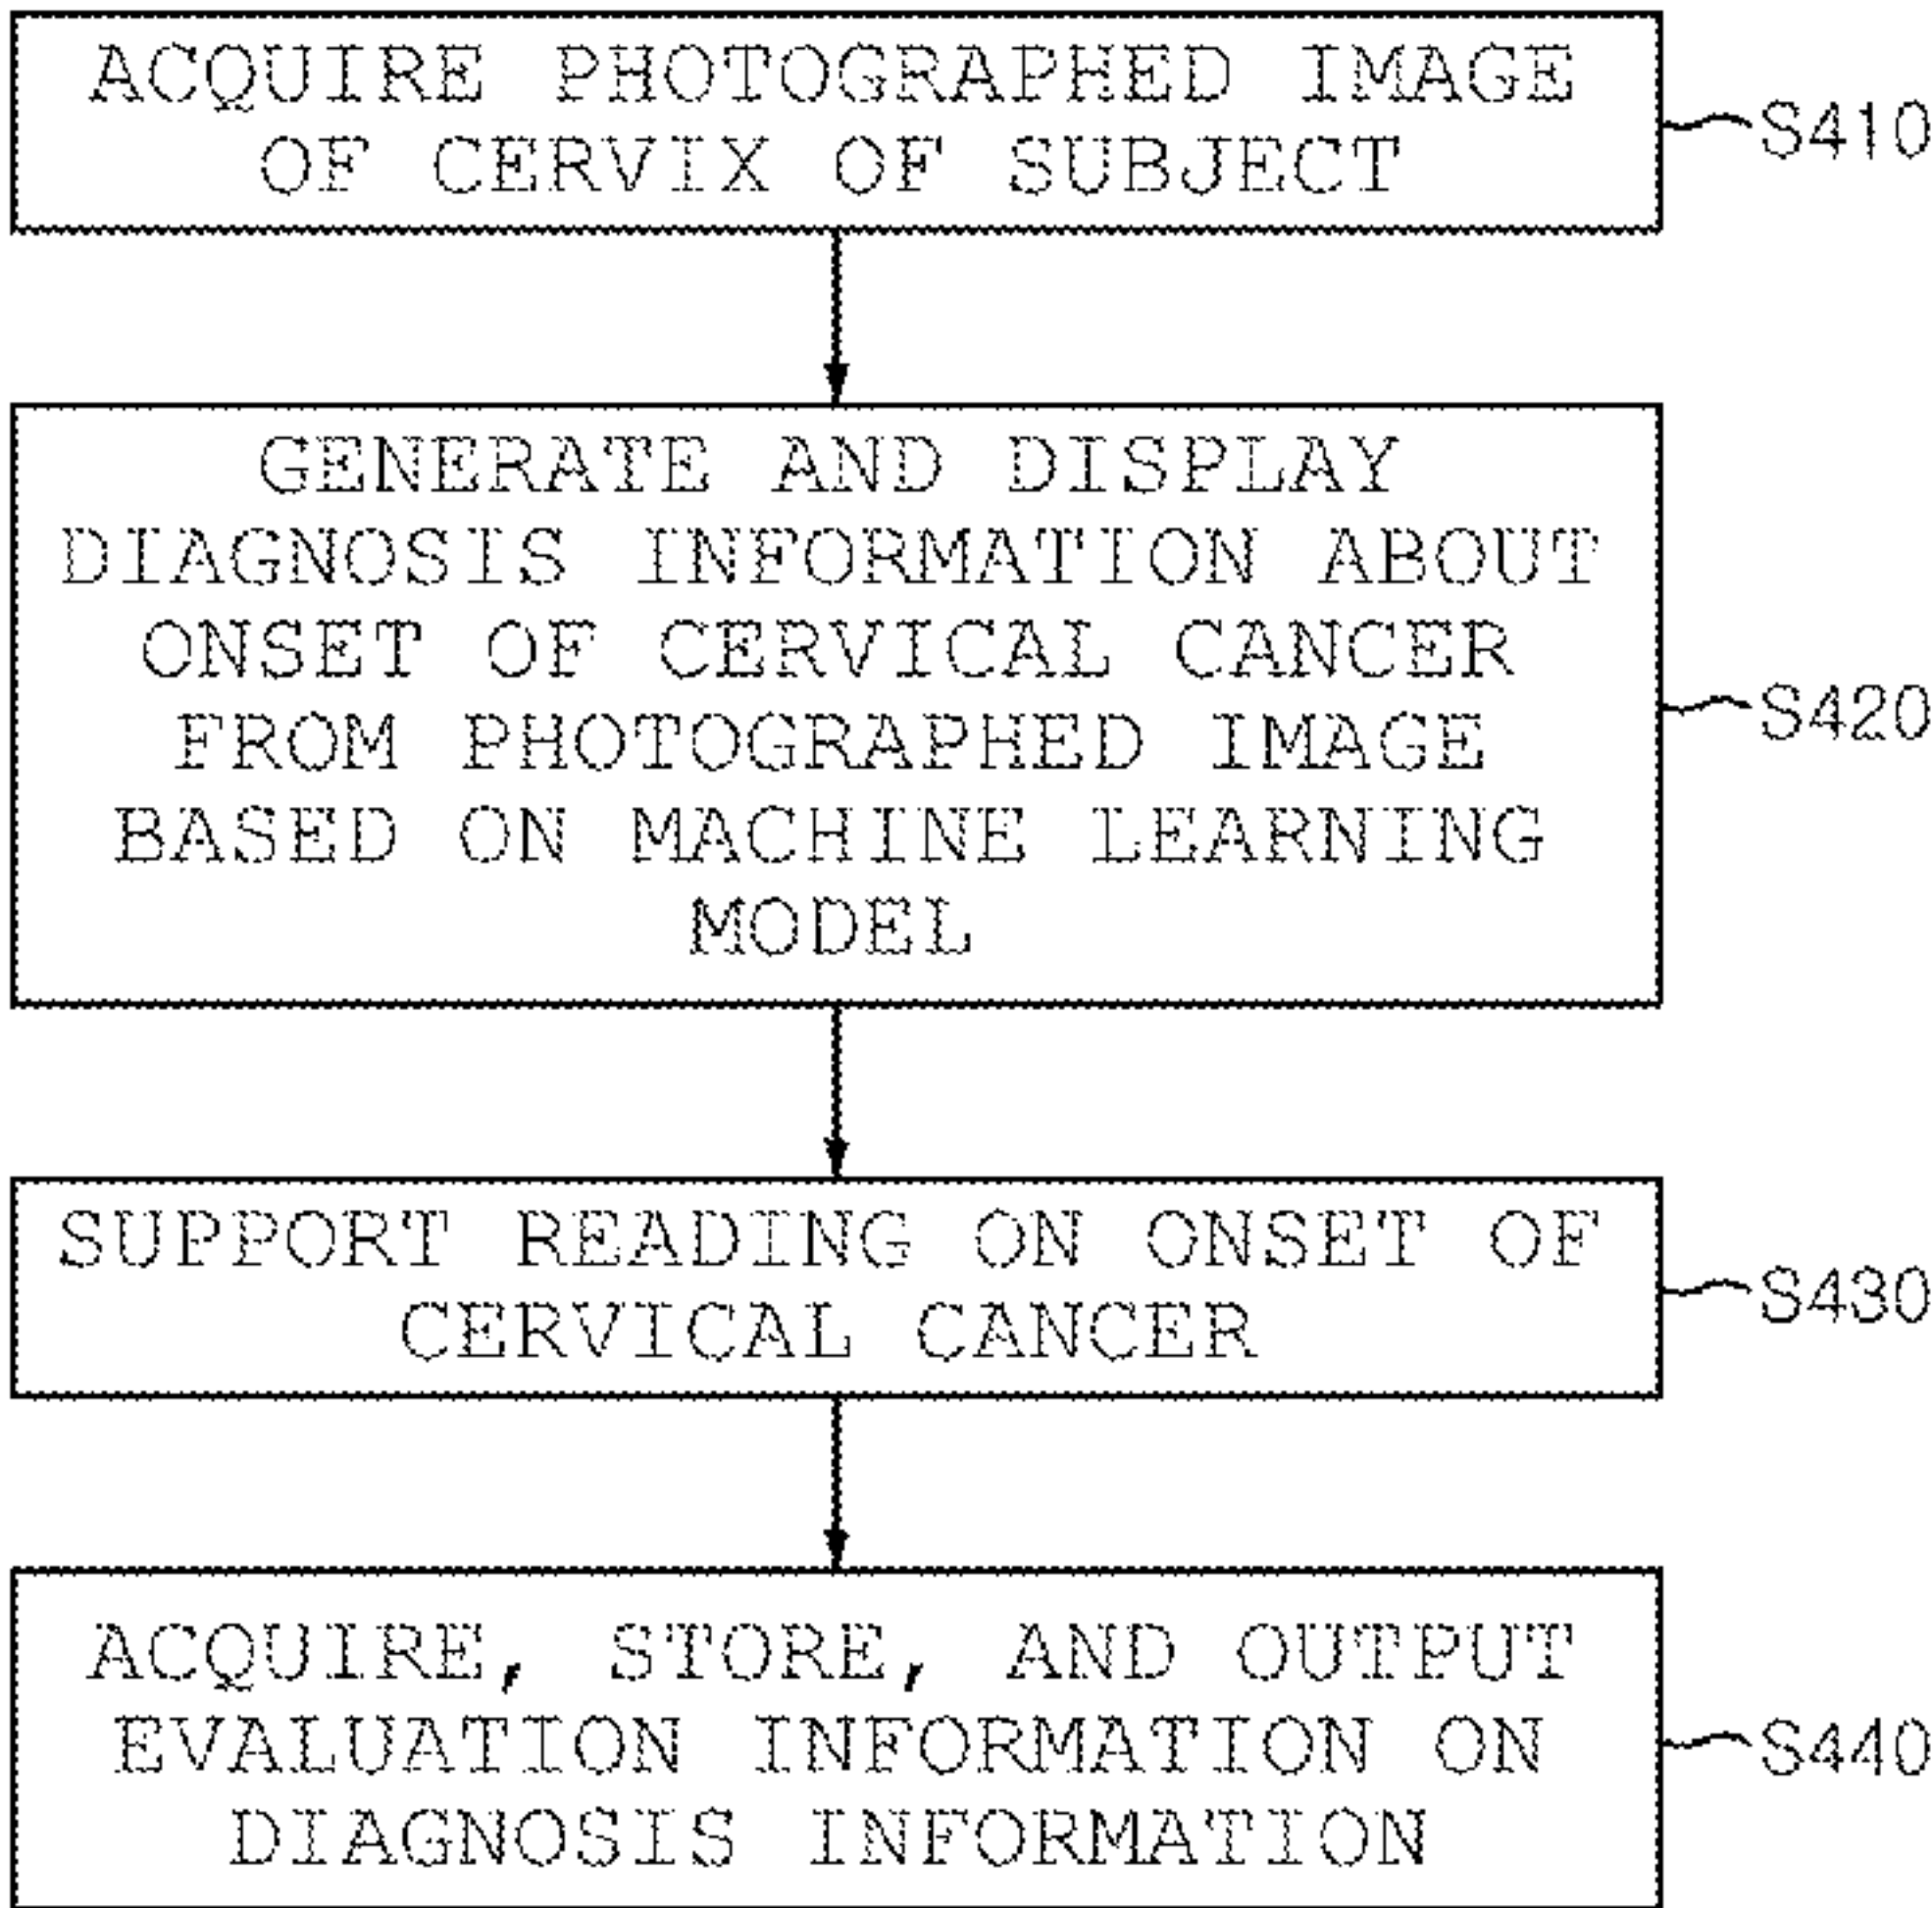 ACQUIRE PHOTOGRAPHED IMAGE
OF CERVIX OF SUBJECT
S410
GENERATE AND DISPLAY
DIAGNOSIS INFORMATION ABOUT
ONSET OF CERVICAL CANCER
FROM PHOTOGRAPHED IMAGE
BASED ON MACHINE LEARNING
MODEL
S420
SUPPORT READING ON ONSET OF
CERVICAL CANCER
S430
ACQUIRE, STORE, AND OUTPUT
EVALUATION INFORMATION ON
DIAGNOSIS INFORMATION
S440